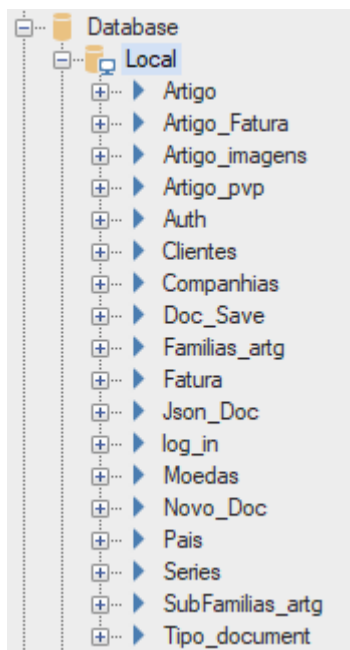 Database
Local
Artigo
Artigo_Fatura
Artigo_imagens
Artigo_pvp
Auth
Clientes
Companhias
Doc_Save
Familias_artg
Fatura
Json_Doc
log_in
Moedas
Novo_Doc
Pais
Series
SubFamilias_artg
Tipo_document